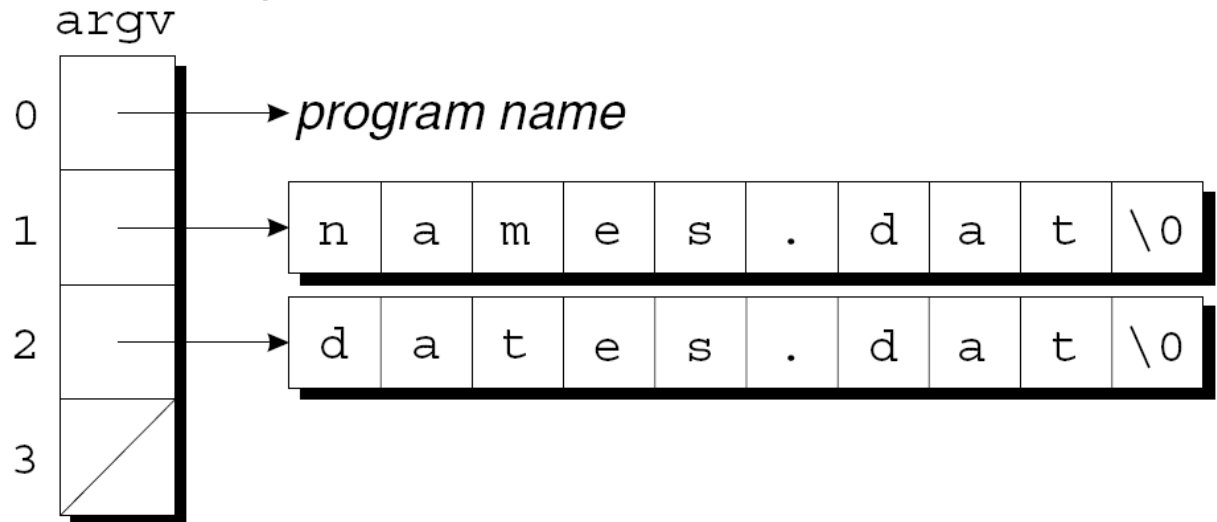 argv
0 program name
1 n a m e s . d a t \0
2 d a t e s . d a t \0
3